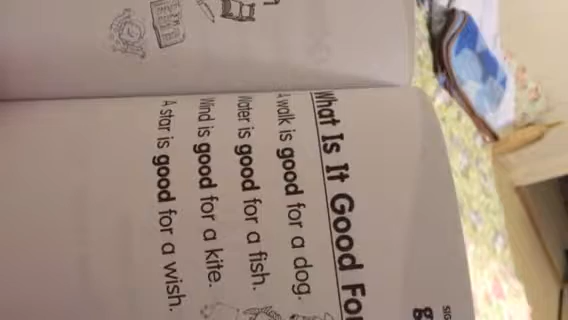 What Is It Good For
A walk is good for a dog.
Water is good for a fish.
Wind is good for a kite.
A star is good for a wish.